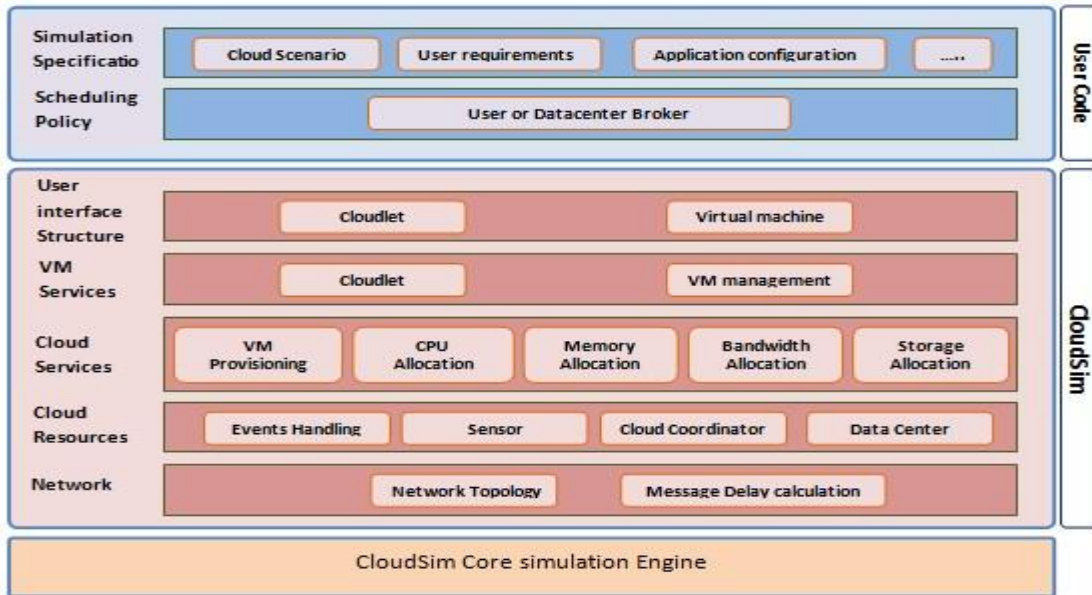 Simulation
Specificatio
Cloud Scenario
User requirements
Application configuration
.....
Scheduling
Policy
User or Datacenter Broker
User Code
User
interface
Structure
Cloudlet
Virtual machine
VM
Services
Cloudlet
VM management
Cloud
Services
VM
Provisioning
CPU
Allocation
Memory
Allocation
Bandwidth
Allocation
Storage
Allocation
Cloud
Resources
Events Handling
Sensor
Cloud Coordinator
Data Center
Network
Network Topology
Message Delay calculation
CloudSim
CloudSim Core simulation Engine